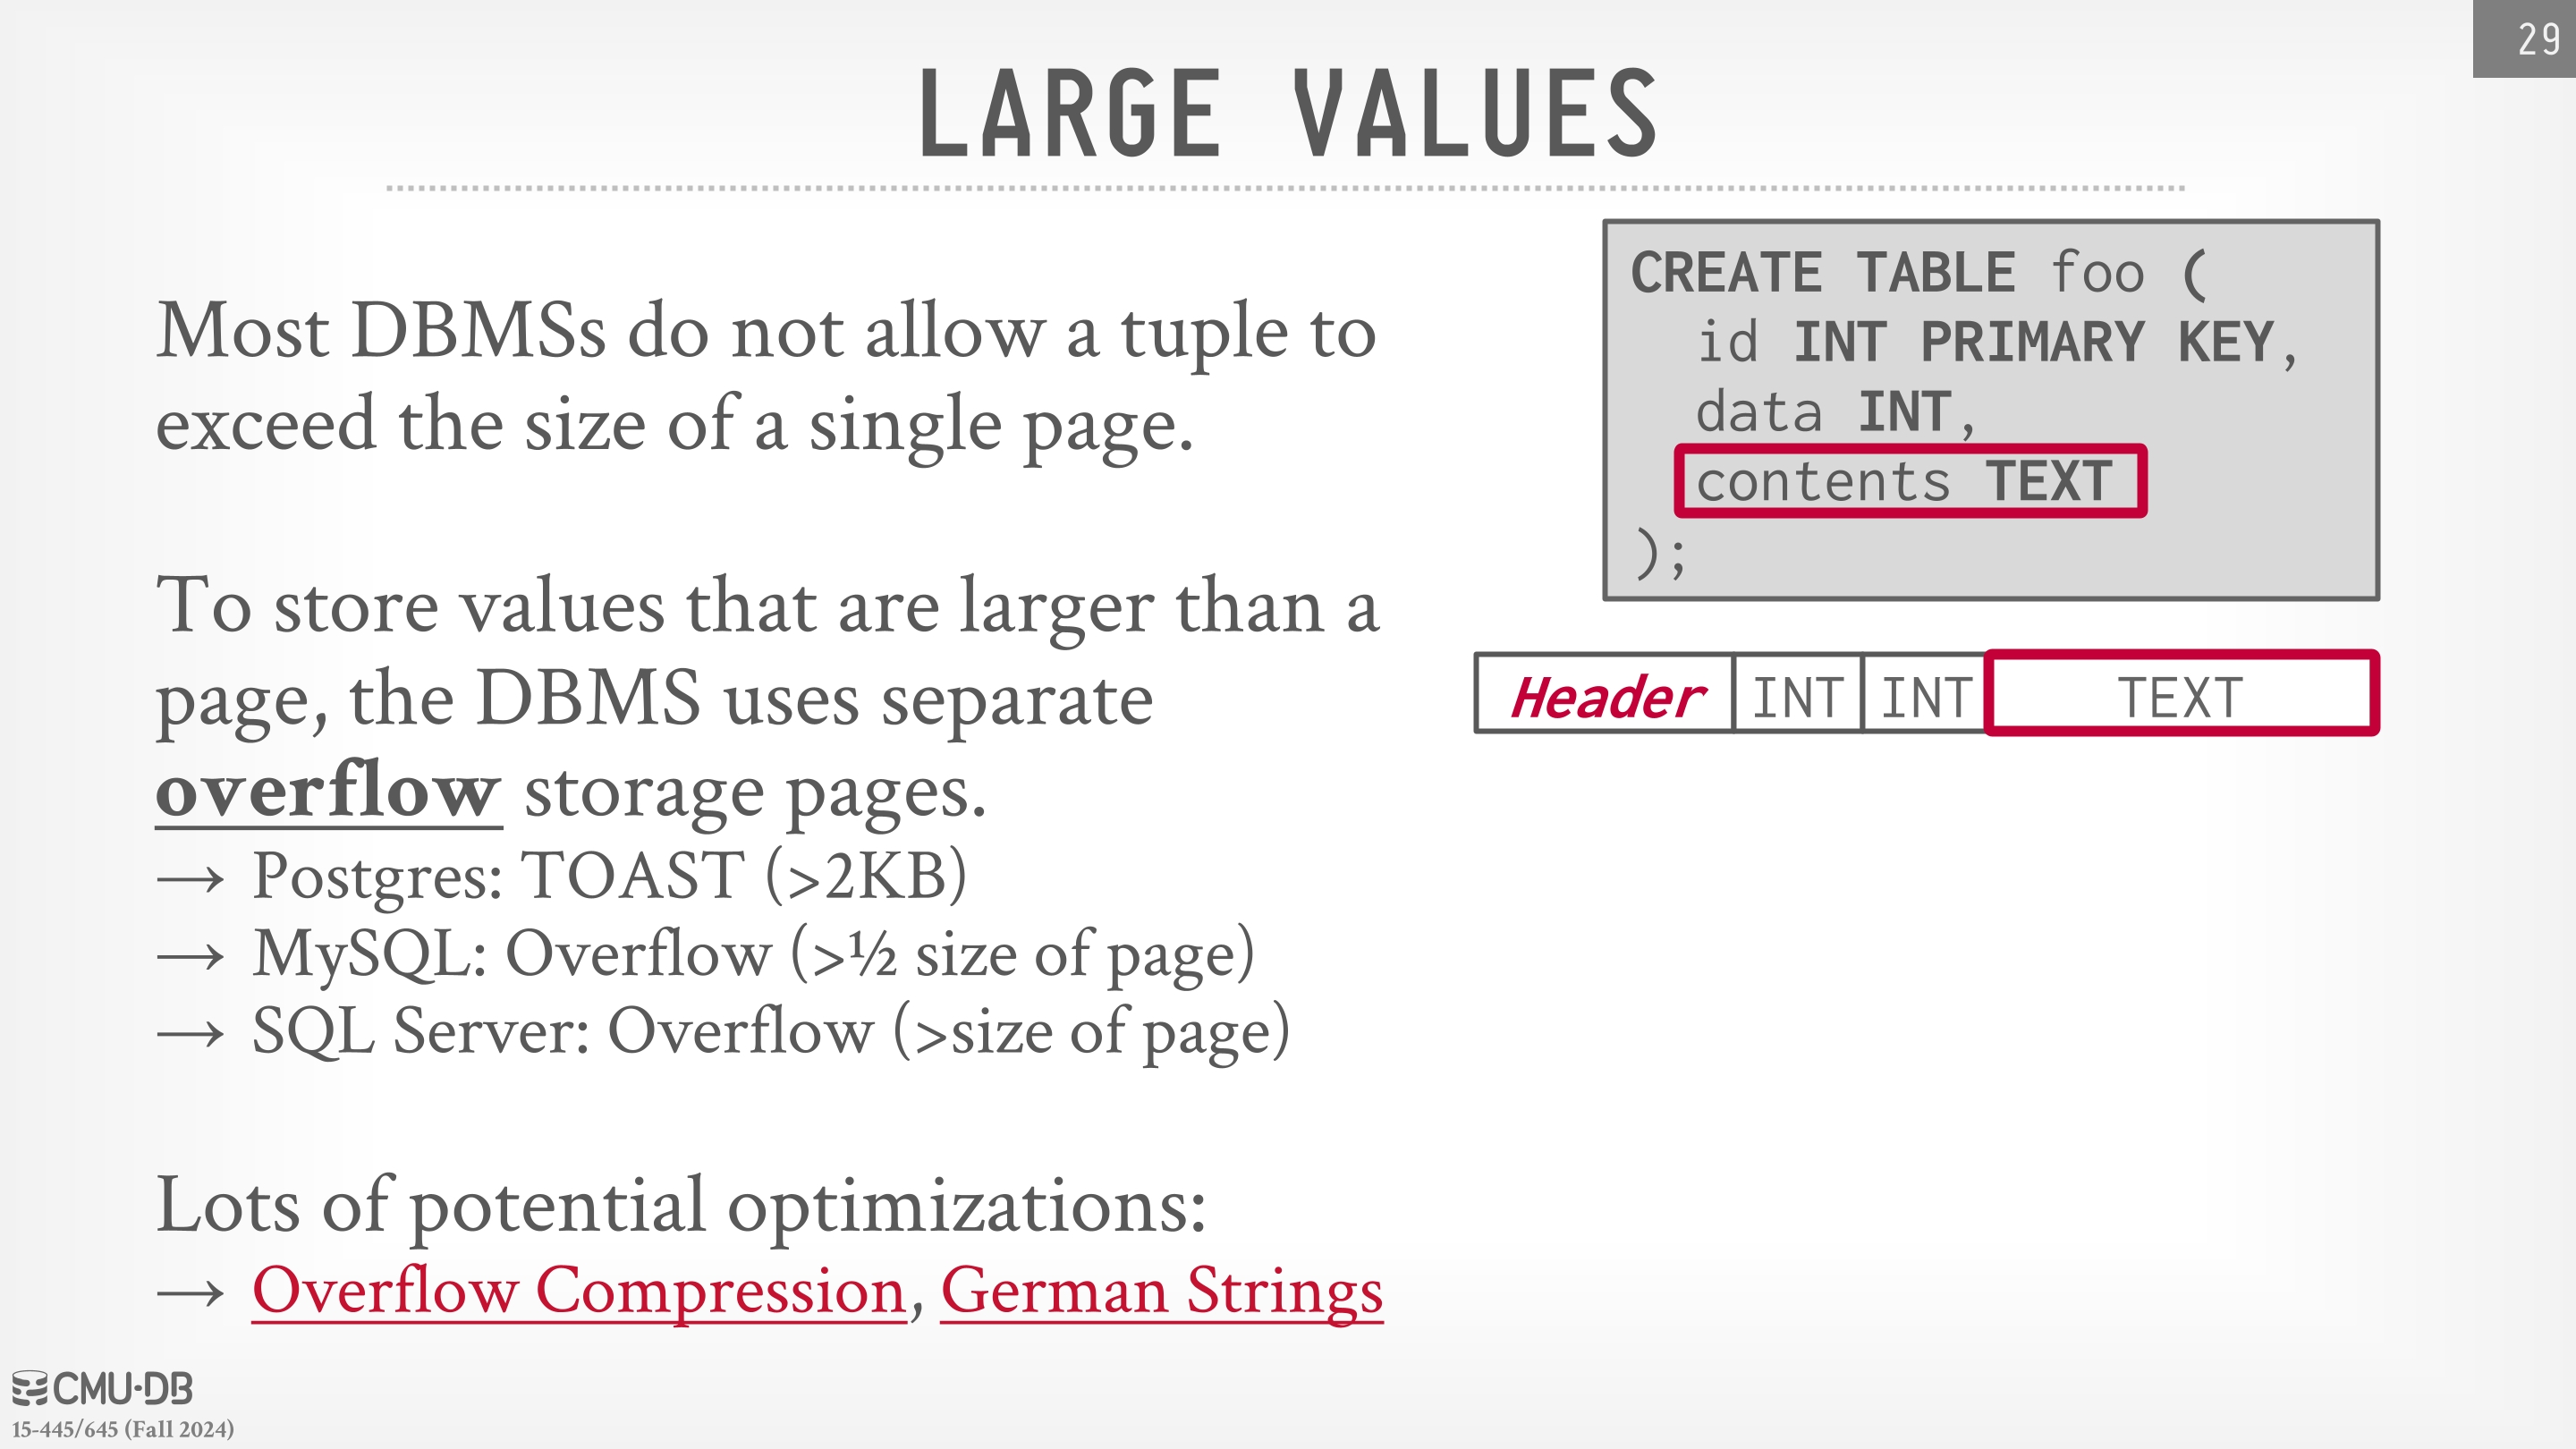 29
LARGE VALUES
Most DBMSs do not allow a tuple to
exceed the size of a single page.
To store values that are larger than a
page, the DBMS uses separate
overflow storage pages.
→ Postgres: TOAST (>2KB)
→ MySQL: Overflow (>½ size of page)
→ SQL Server: Overflow (>size of page)
Lots of potential optimizations:
→ Overflow Compression, German Strings
CREATE TABLE foo (
id INT PRIMARY KEY,
data INT,
contents TEXT
);
Header INT INT TEXT
CMU·DB
15-445/645 (Fall 2024)